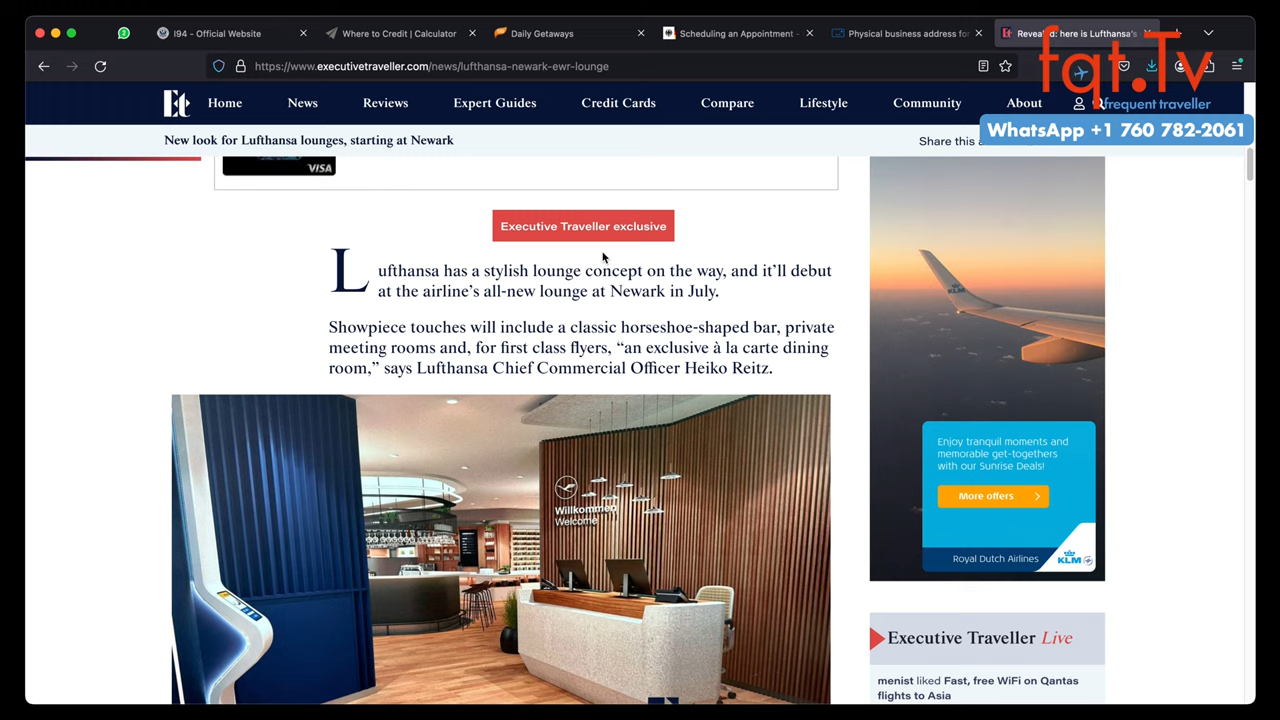 I94 - Official Website
Where to Credit | Calculator
Daily Getaways
Scheduling an Appointment -
Physical business address for
Revealed: here is Lufthansa's
https://www.executivetraveller.com/news/lufthansa-newark-ewr-lounge
fqt.Tv
frequent traveller
WhatsApp +1 760 782-2061
Et
Home
News
Reviews
Expert Guides
Credit Cards
Compare
Lifestyle
Community
About
New look for Lufthansa lounges, starting at Newark
Share this
VISA
Executive Traveller exclusive
Lufthansa has a stylish lounge concept on the way, and it'll debut
at the airline's all-new lounge at Newark in July.
Showpiece touches will include a classic horseshoe-shaped bar, private
meeting rooms and, for first class flyers, “an exclusive à la carte dining
room,” says Lufthansa Chief Commercial Officer Heiko Reitz.
Willkommen
Welcome
Enjoy tranquil moments and
memorable get-togethers
with our Sunrise Deals!
More offers
Royal Dutch Airlines
KLM
Executive Traveller Live
menist liked Fast, free WiFi on Qantas
flights to Asia